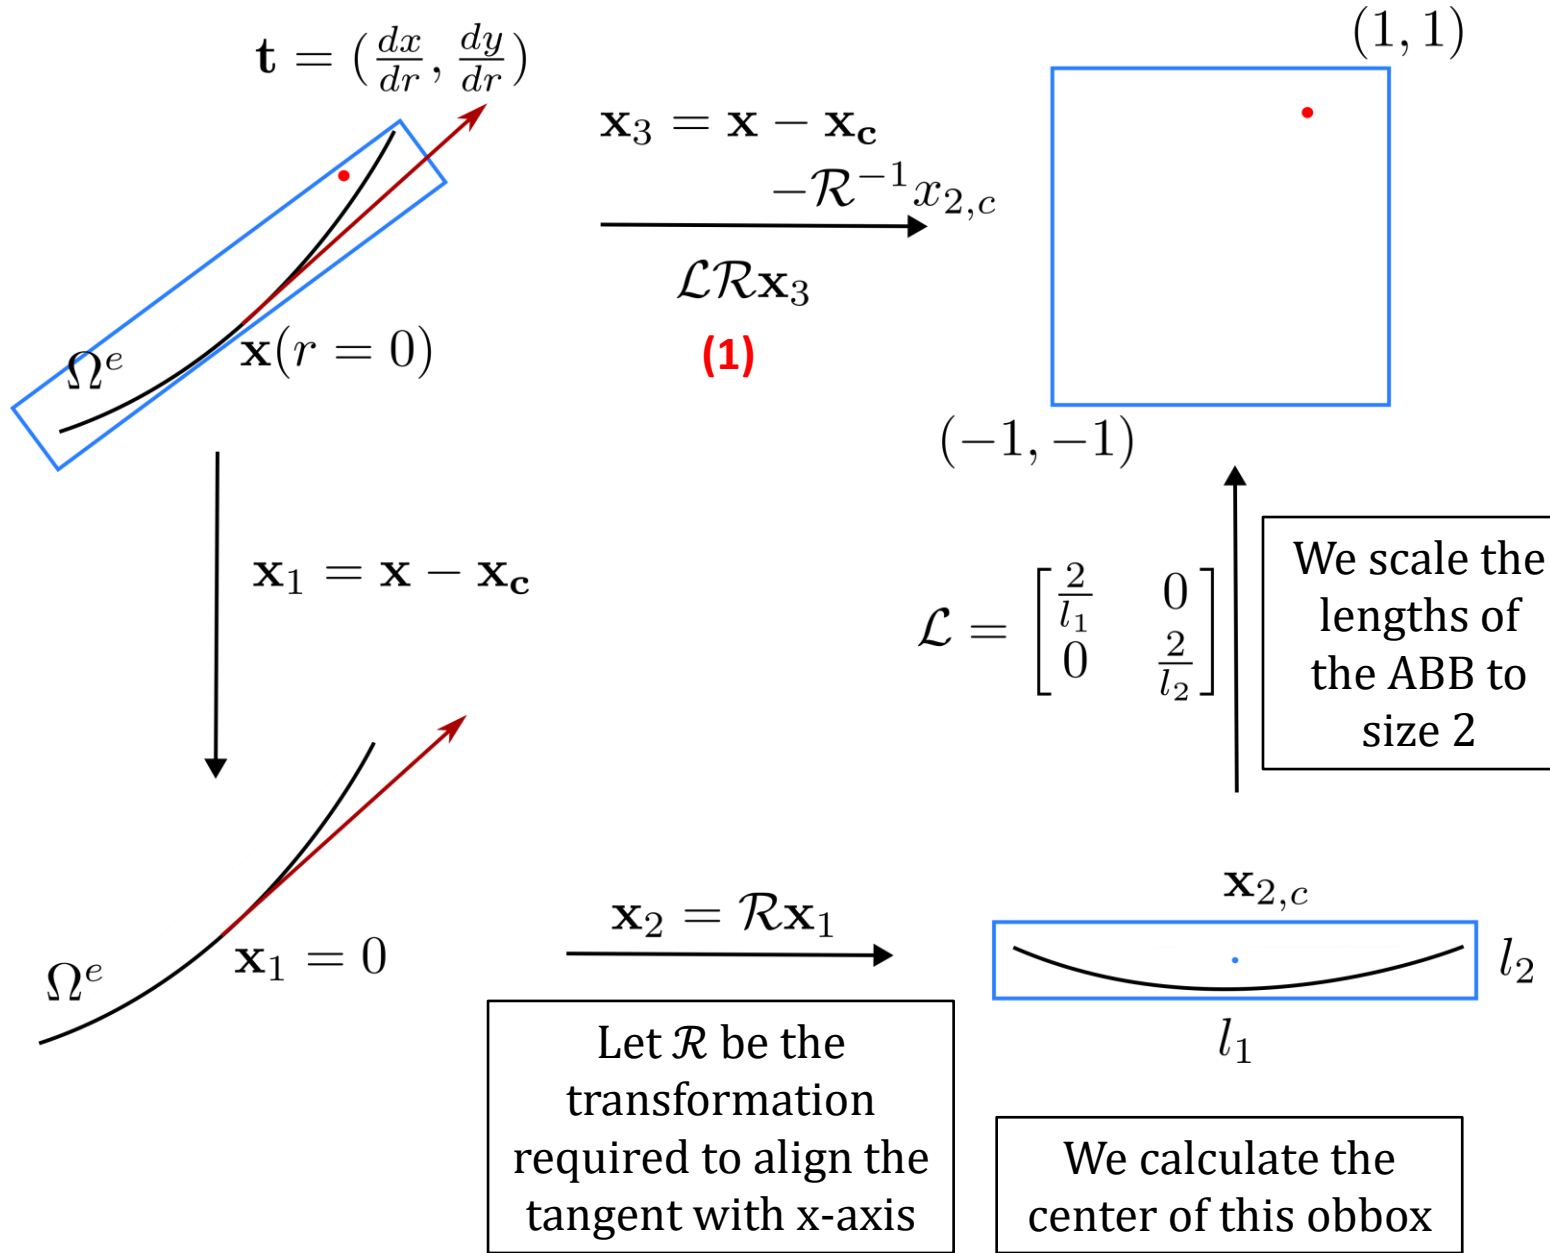 t = (dx/dr, dy/dr)
(1, 1)
x₃ = x − x_c
−ℛ⁻¹x₂,c
ℒℛx₃
(1)
x(r = 0)
Ωᵉ
(−1, −1)
x₁ = x − x_c
ℒ = [2/l₁ 0
0 2/l₂]
We scale the
lengths of
the ABB to
size 2
x₂ = ℛx₁
x₁ = 0
Ωᵉ
x₂,c
l₂
l₁
Let ℛ be the
transformation
required to align the
tangent with x-axis
We calculate the
center of this obbox